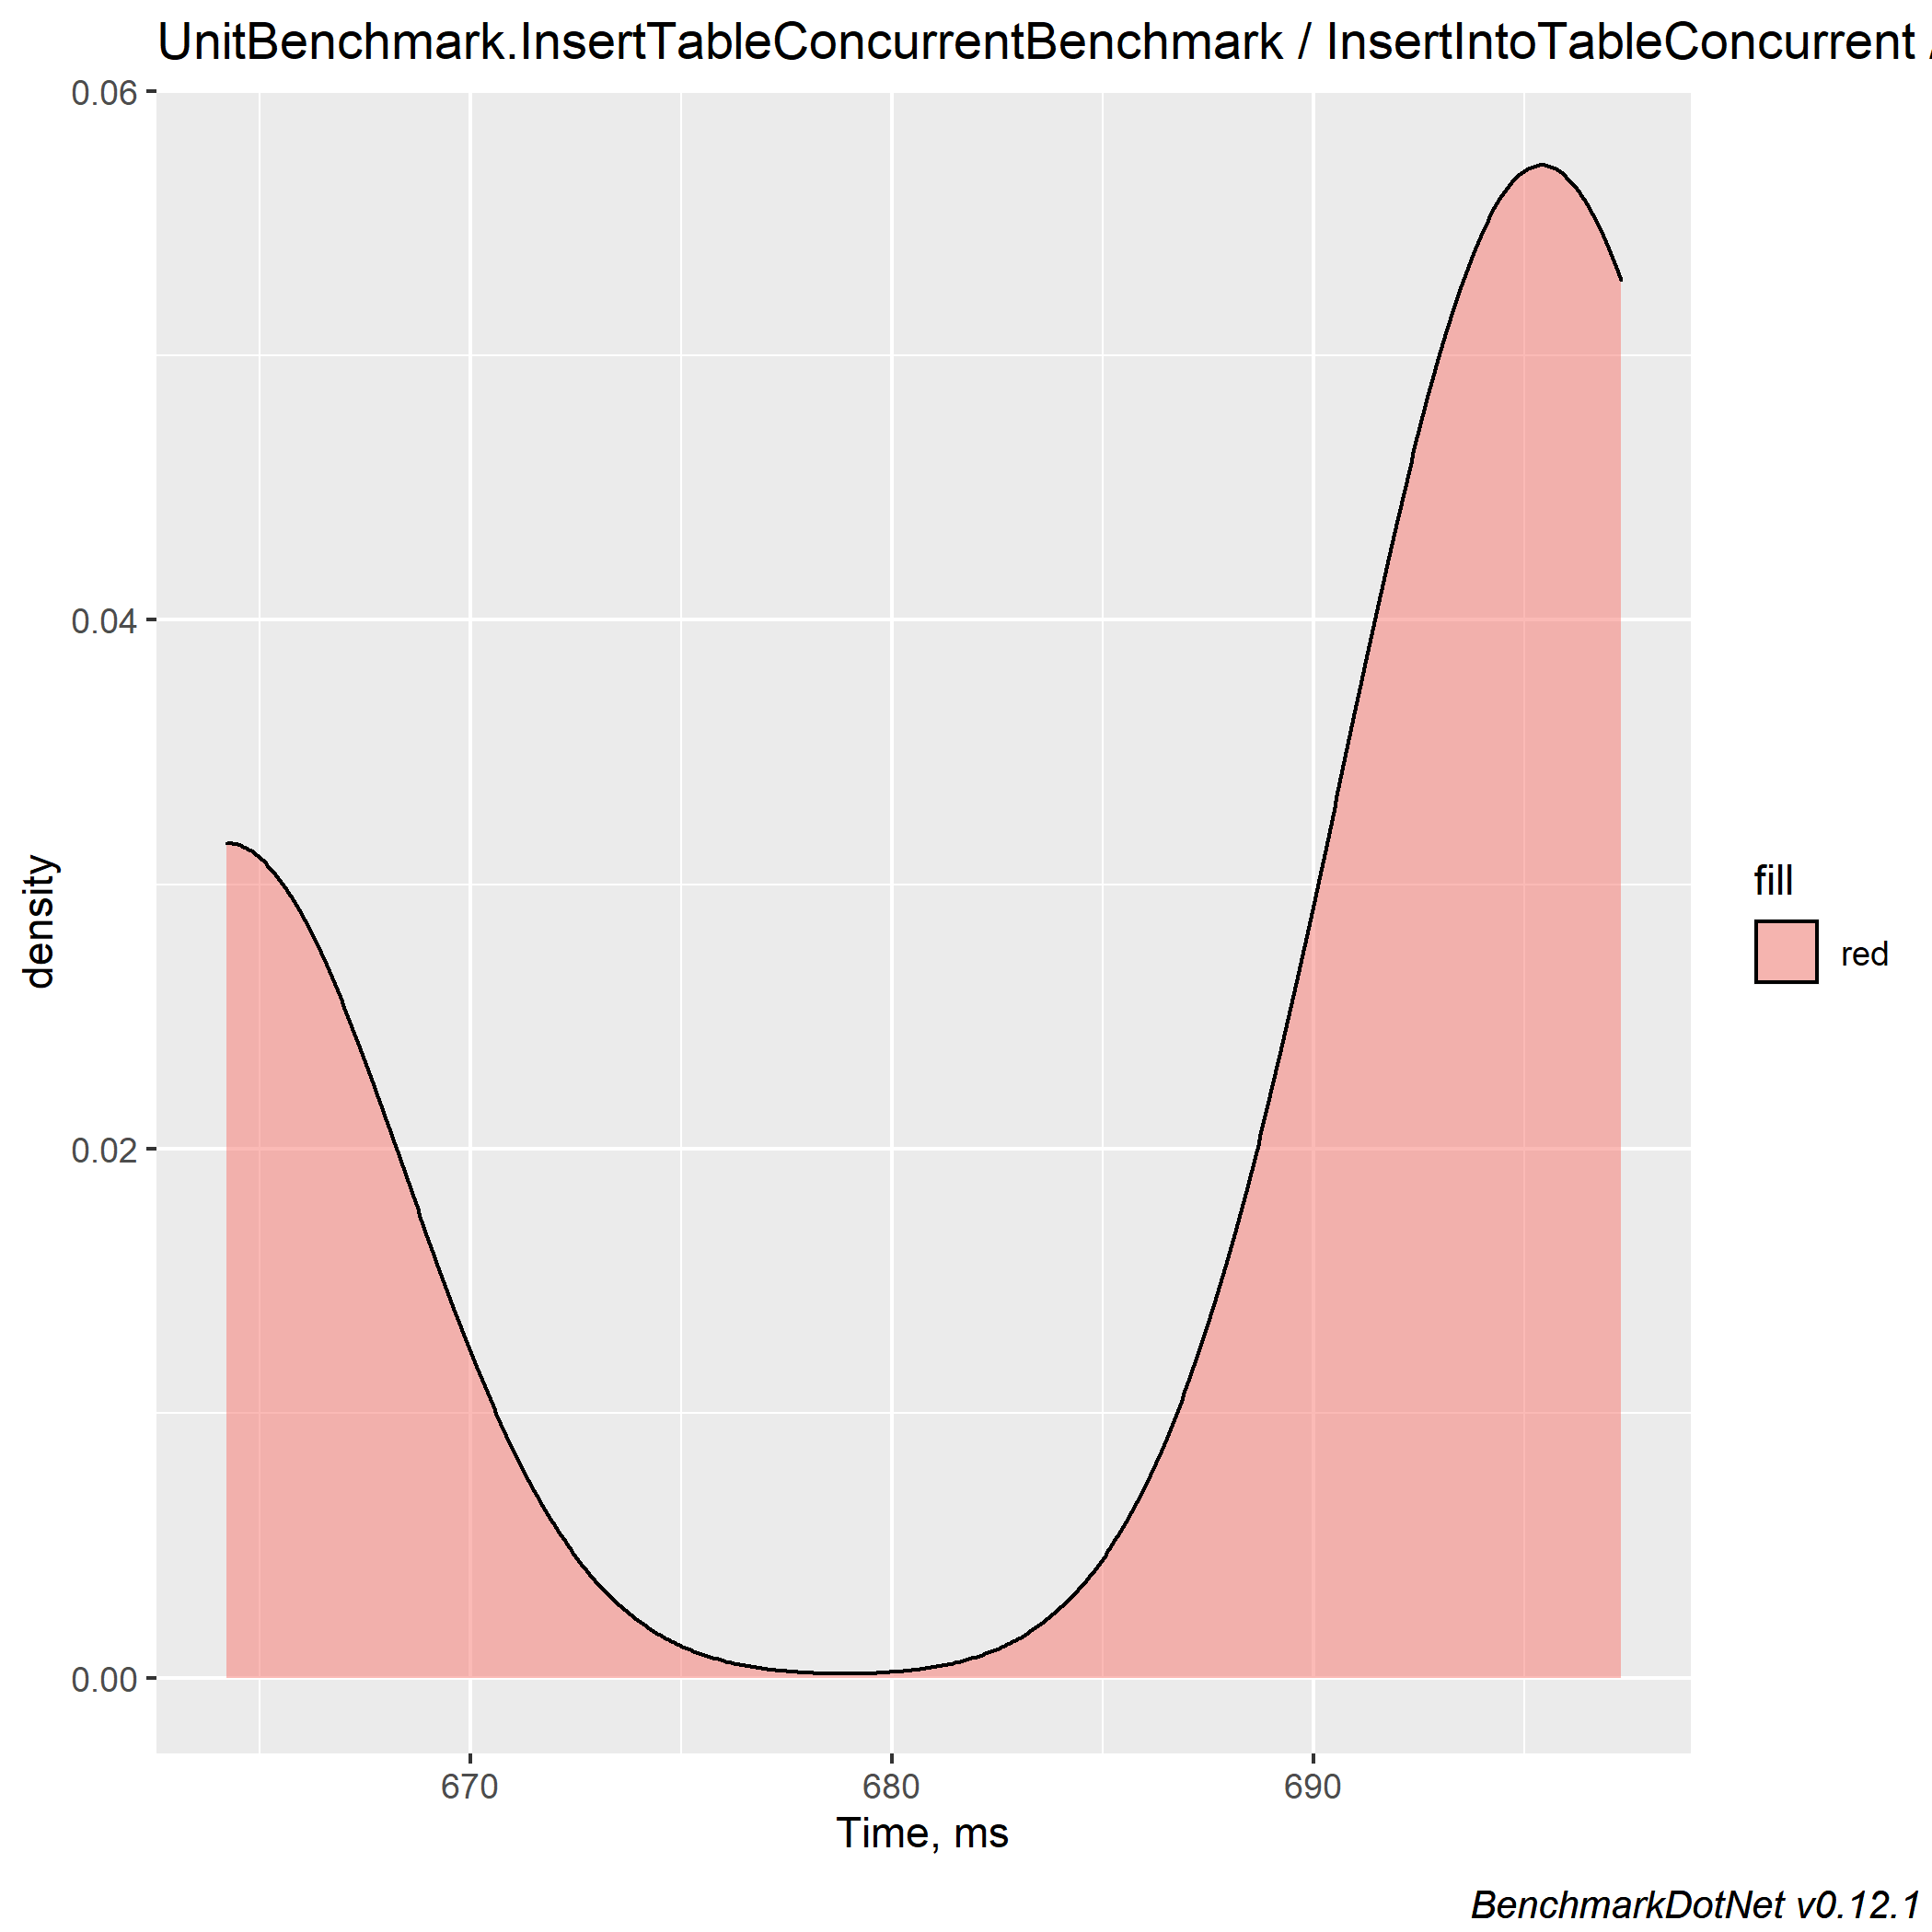 UnitBenchmark.InsertTableConcurrentBenchmark / InsertIntoTableConcurrent /
0.06
0.04
0.02
0.00
density
670
680
690
Time, ms
fill
red
BenchmarkDotNet v0.12.1